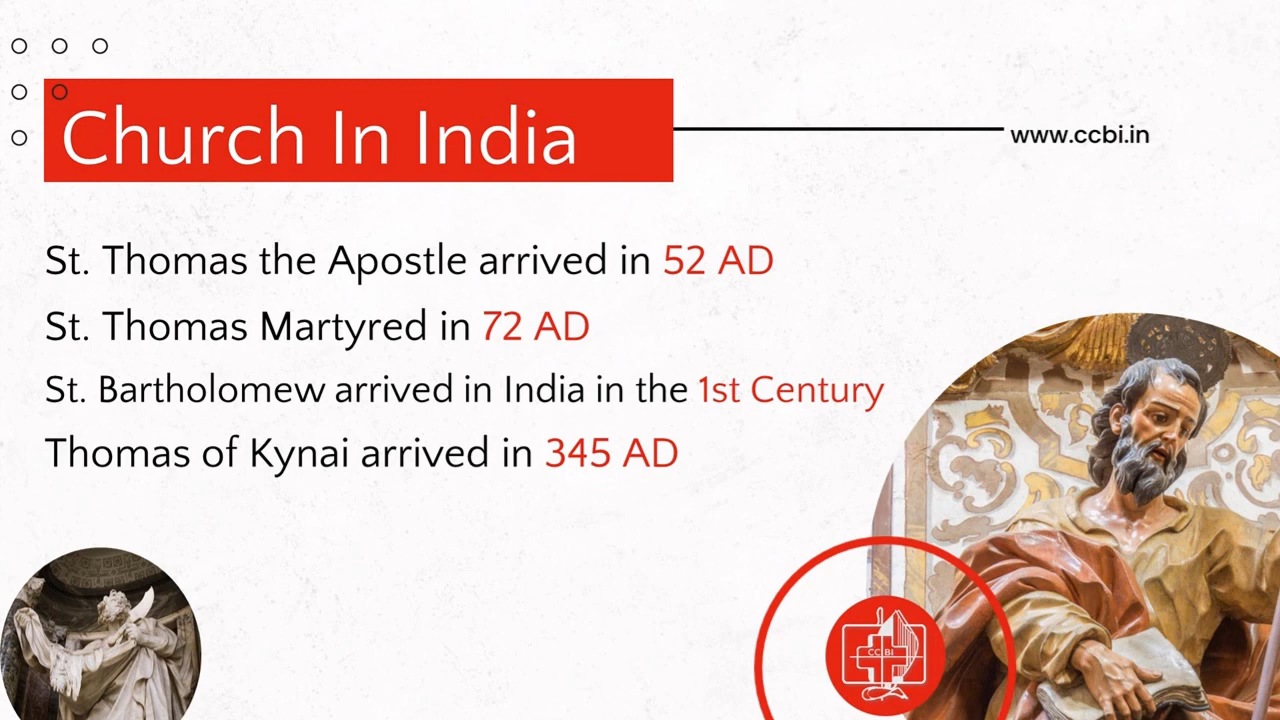 Church In India
www.ccbi.in
St. Thomas the Apostle arrived in 52 AD
St. Thomas Martyred in 72 AD
St. Bartholomew arrived in India in the 1st Century
Thomas of Kynai arrived in 345 AD
CCBI